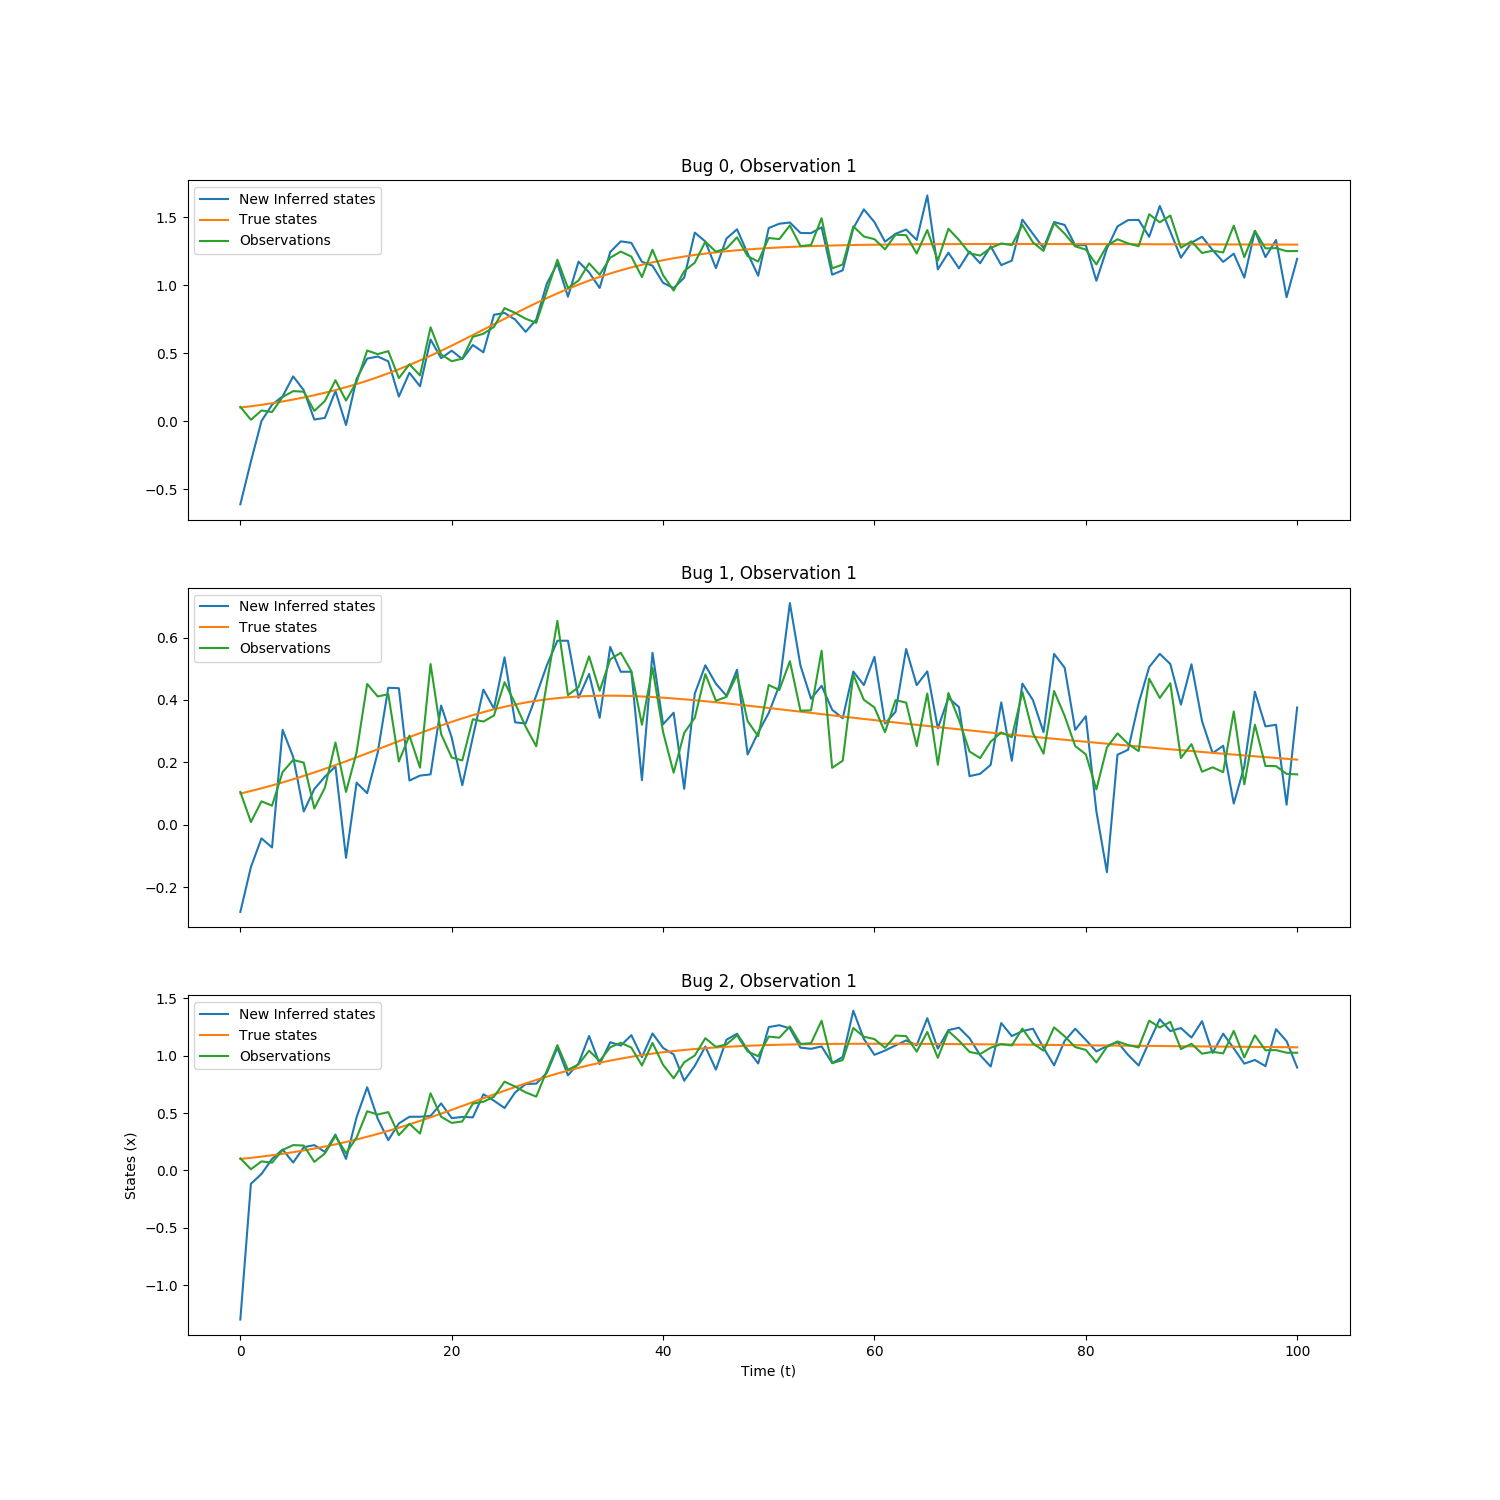 Bug 0, Observation 1
New Inferred states
True states
Observations
1.5
1.0
0.5
0.0
−0.5
Bug 1, Observation 1
New Inferred states
True states
Observations
0.6
0.4
0.2
0.0
−0.2
Bug 2, Observation 1
New Inferred states
True states
Observations
1.5
1.0
0.5
0.0
−0.5
−1.0
States (x)
0 20 40 60 80 100
Time (t)